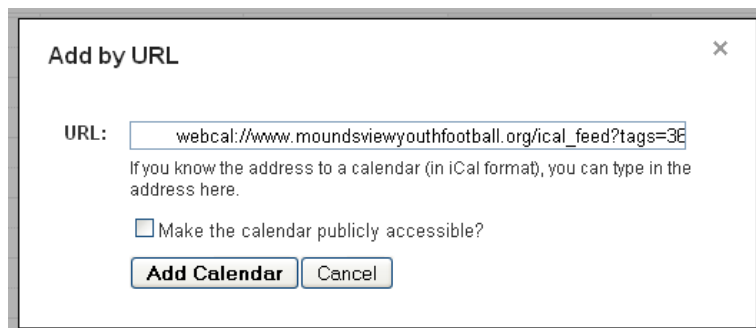 Add by URL
URL: webcal://www.moundsviewyouthfootball.org/ical_feed?tags=38
If you know the address to a calendar (in iCal format), you can type in the
address here.
Make the calendar publicly accessible?
Add Calendar Cancel